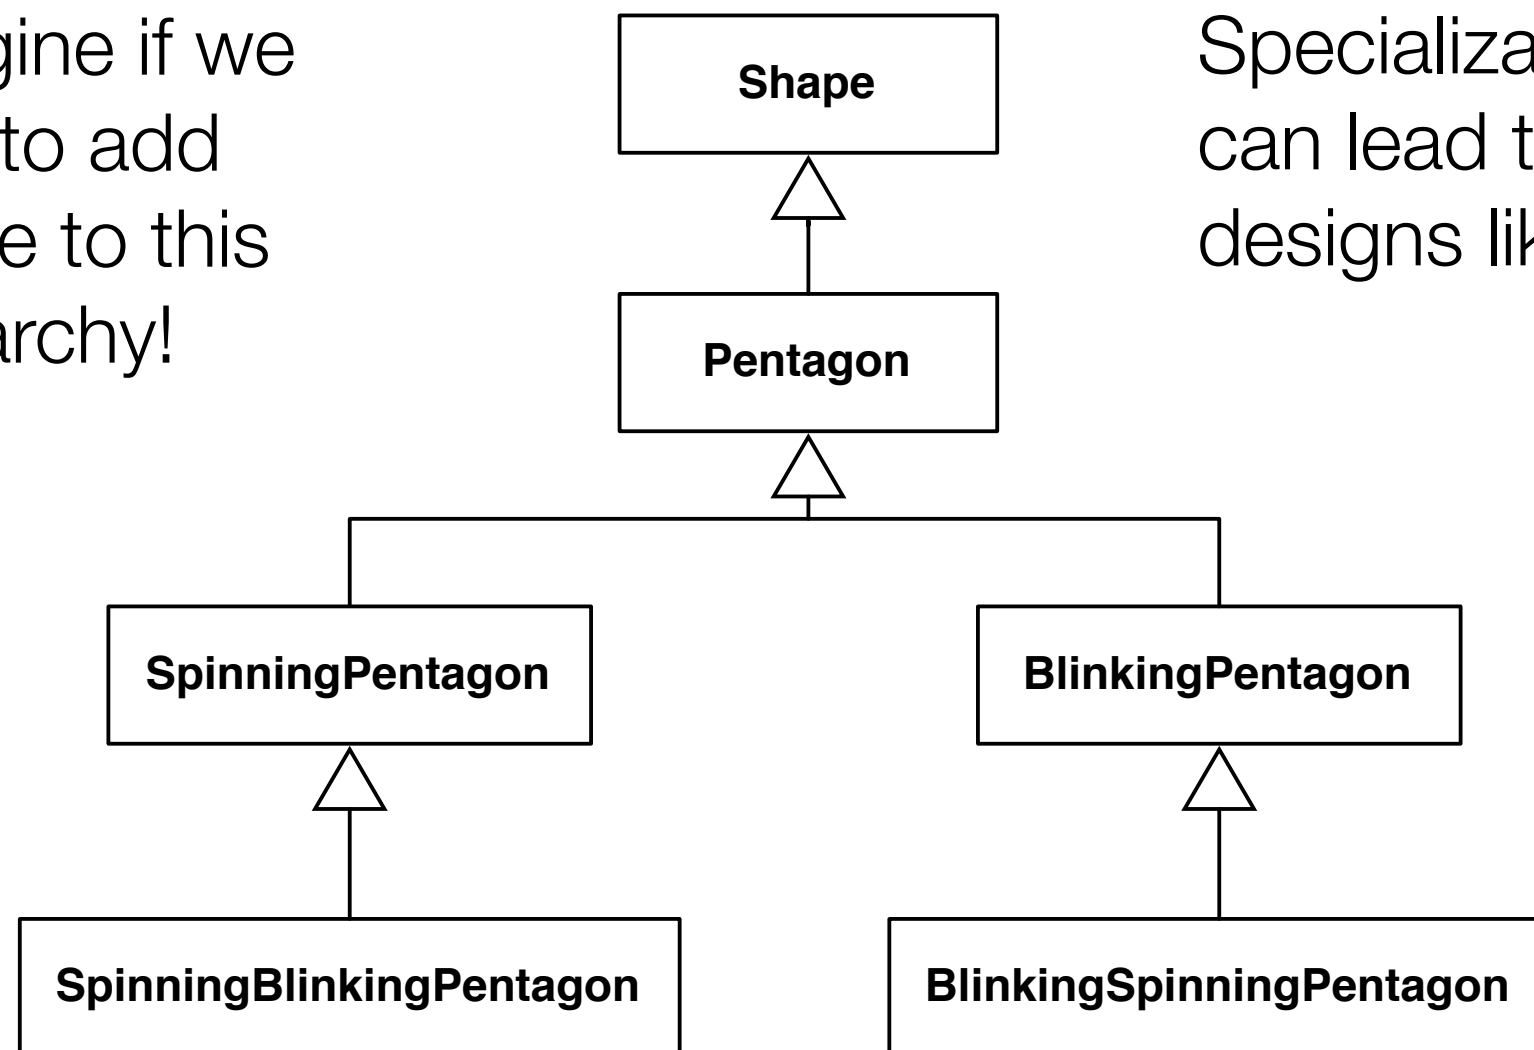 gine if we
to add
e to this
archy!
Specializa
can lead t
designs lik
Shape
Pentagon
SpinningPentagon
BlinkingPentagon
SpinningBlinkingPentagon
BlinkingSpinningPentagon